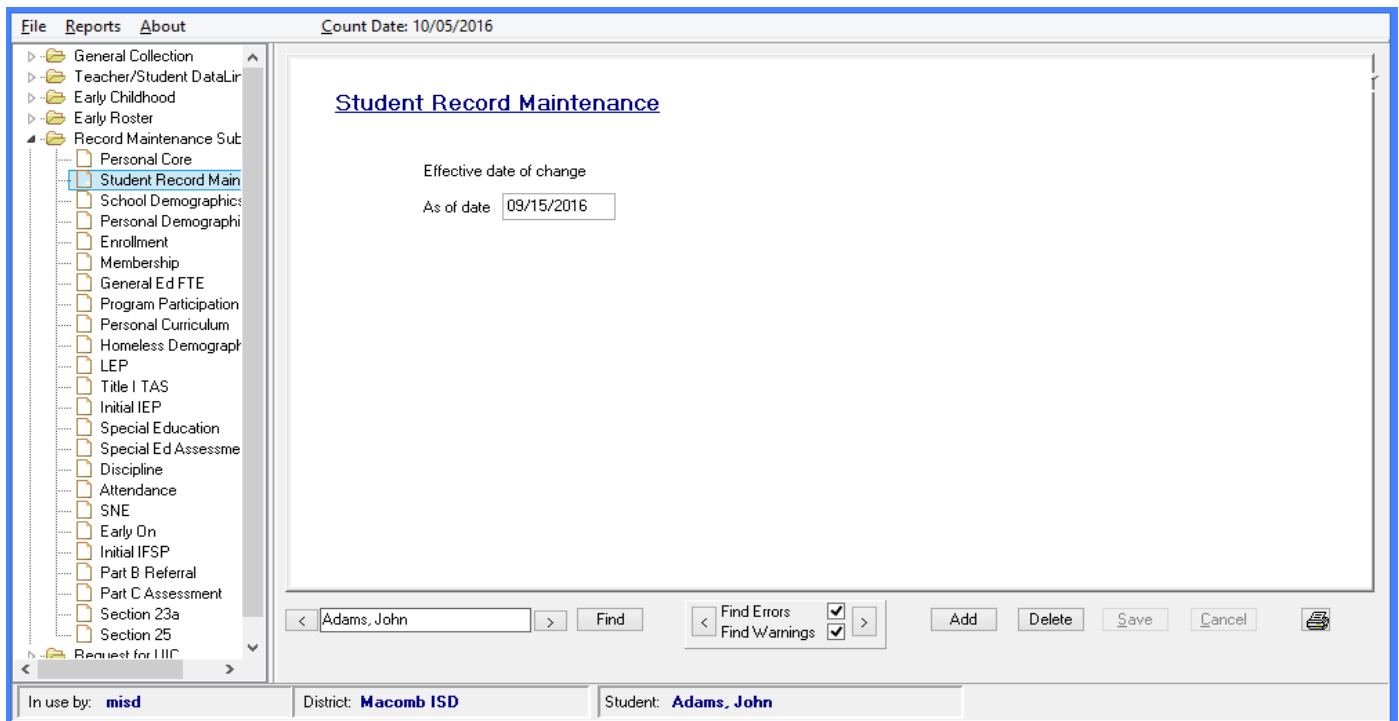 File Reports About Count Date: 10/05/2016
General Collection
Teacher/Student DataLin
Early Childhood
Early Roster
Record Maintenance Sub
Personal Core
Student Record Main
School Demographics
Personal Demographi
Enrollment
Membership
General Ed FTE
Program Participation
Personal Curriculum
Homeless Demograph
LEP
Title I TAS
Initial IEP
Special Education
Special Ed Assessme
Discipline
Attendance
SNE
Early On
Initial IFSP
Part B Referral
Part C Assessment
Section 23a
Section 25
Request for UIC
Student Record Maintenance
Effective date of change
As of date 09/15/2016
< Adams, John > Find
< Find Errors >
Find Warnings
Add Delete Save Cancel
In use by: misd District: Macomb ISD Student: Adams, John